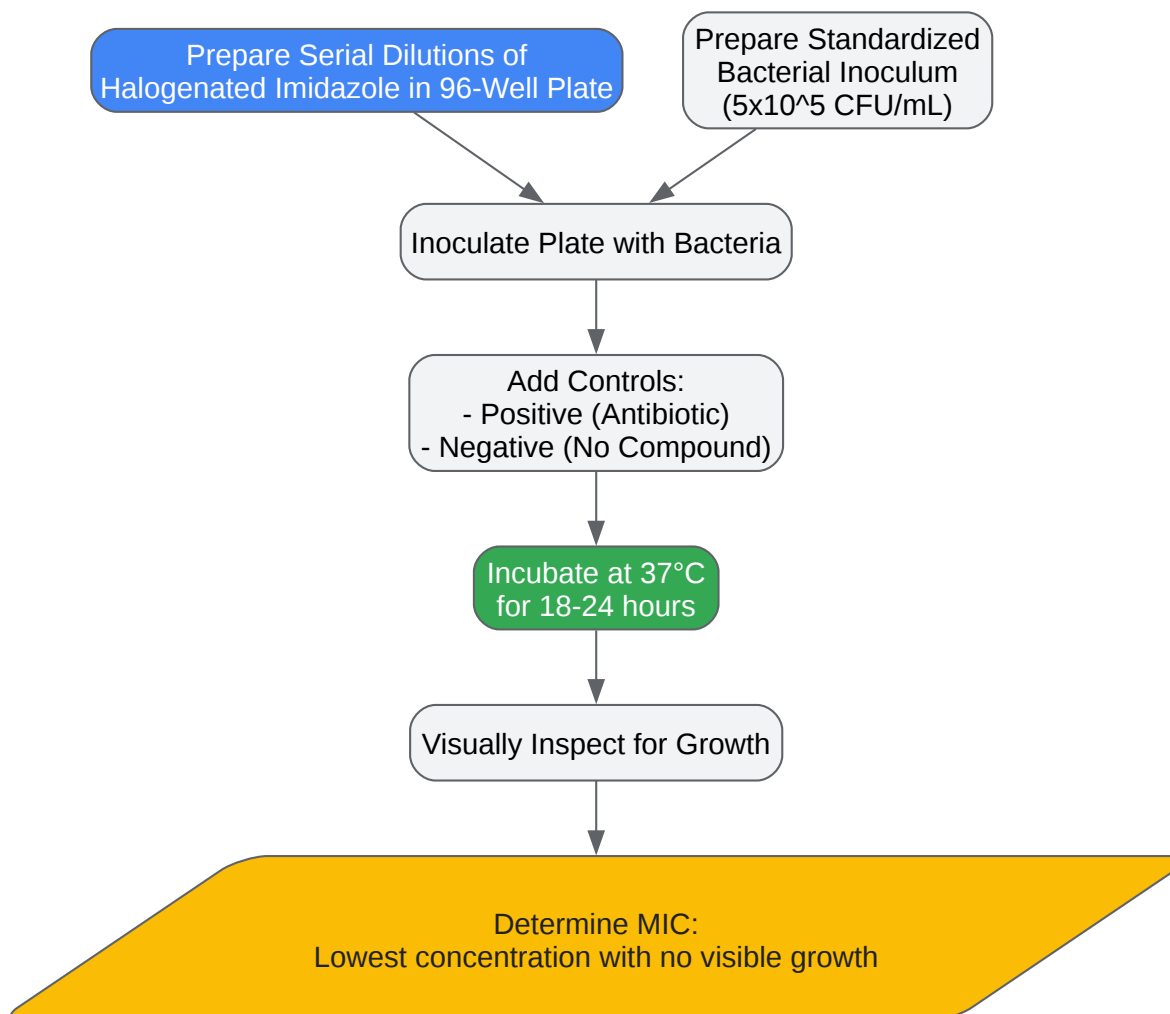 Prepare Serial Dilutions of
Halogenated Imidazole in 96-Well Plate
Prepare Standardized
Bacterial Inoculum
(5x10^5 CFU/mL)
Inoculate Plate with Bacteria
Add Controls:
- Positive (Antibiotic)
- Negative (No Compound)
Incubate at 37°C
for 18-24 hours
Visually Inspect for Growth
Determine MIC:
Lowest concentration with no visible growth